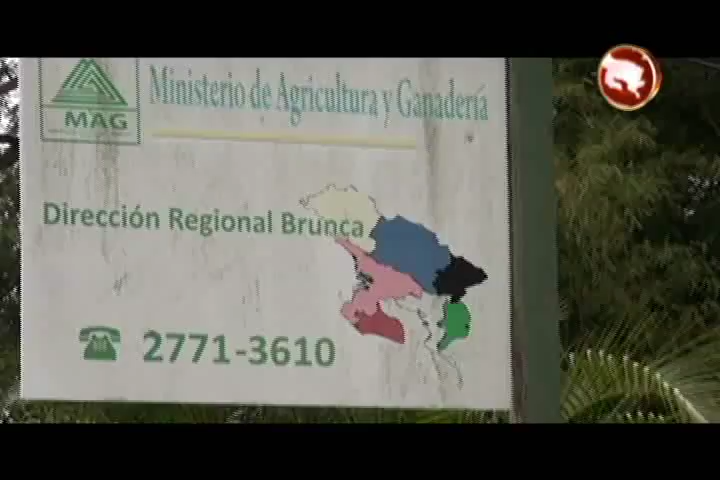 MAG
Ministerio de Agricultura y Ganadería
Dirección Regional Brunca
2771-3610